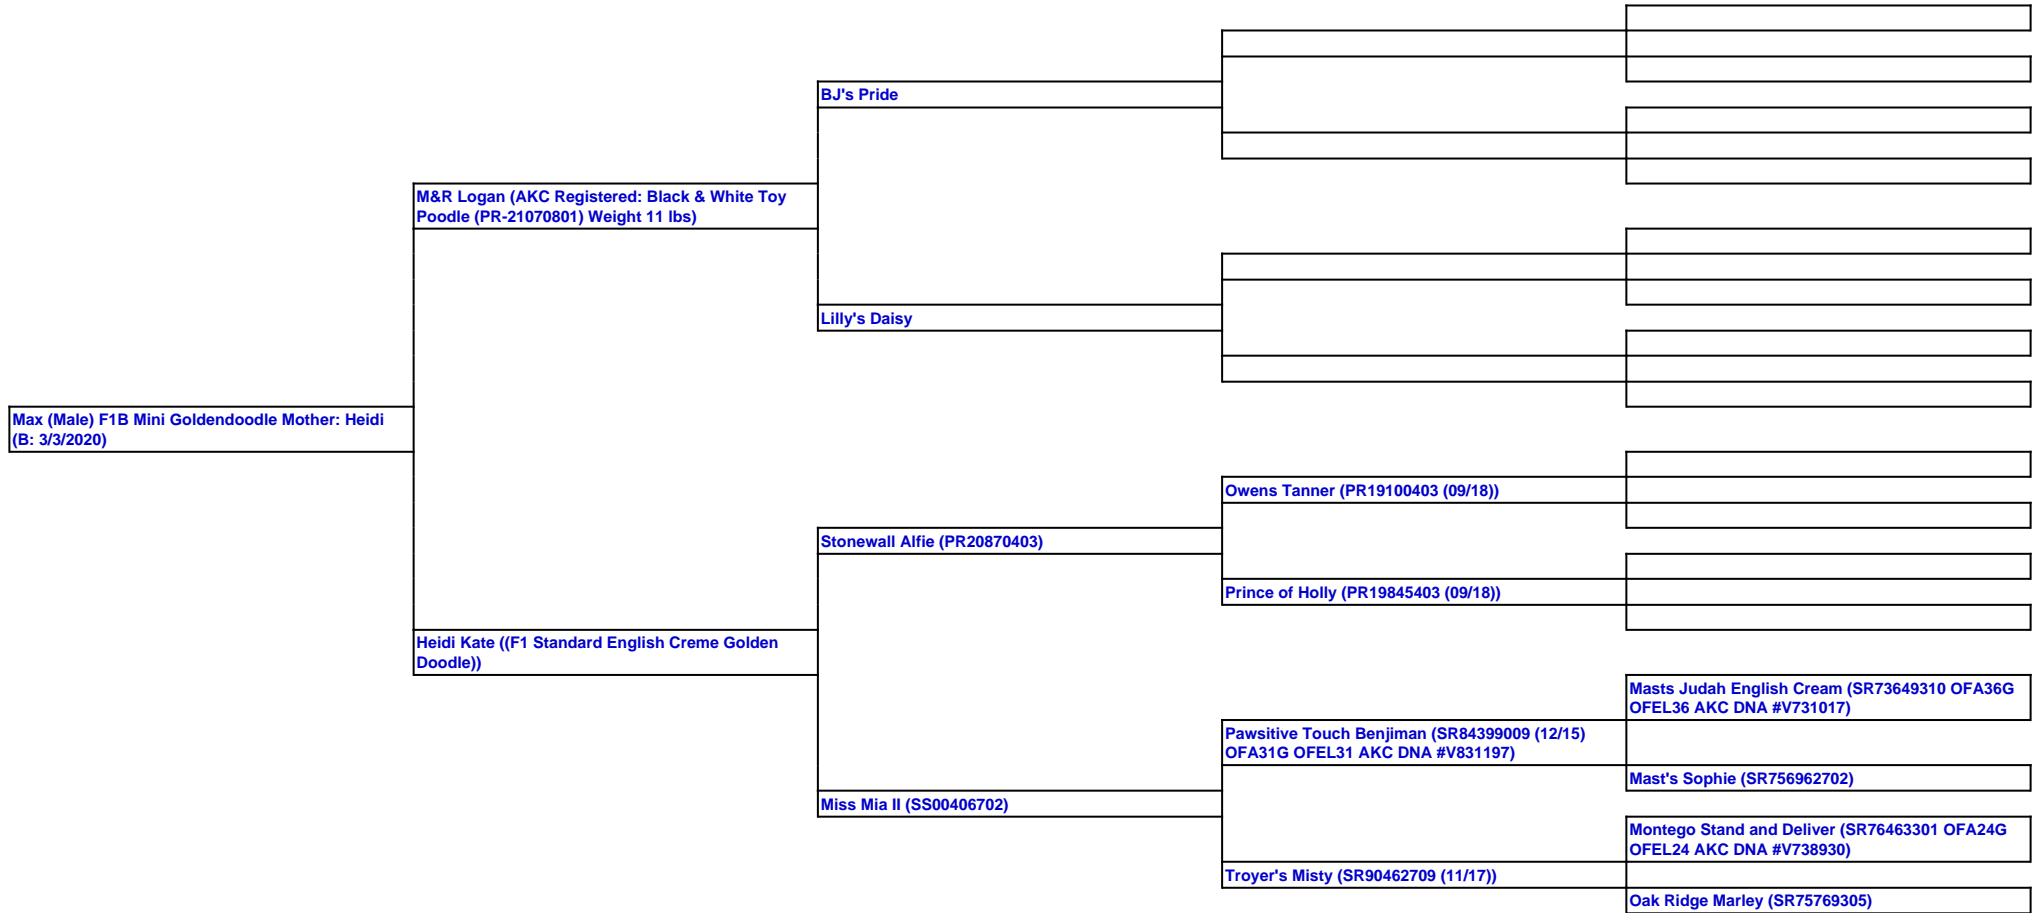 BJ's Pride
M&R Logan (AKC Registered: Black & White Toy
Poodle (PR-21070801) Weight 11 lbs)
Lilly's Daisy
Max (Male) F1B Mini Goldendoodle Mother: Heidi
(B: 3/3/2020)
Owens Tanner (PR19100403 (09/18))
Stonewall Alfie (PR20870403)
Prince of Holly (PR19845403 (09/18))
Heidi Kate ((F1 Standard English Creme Golden
Doodle))
Masts Judah English Cream (SR73649310 OFA36G
OFEL36 AKC DNA #V731017)
Pawsitive Touch Benjiman (SR84399009 (12/15)
OFA31G OFEL31 AKC DNA #V831197)
Mast's Sophie (SR756962702)
Miss Mia II (SS00406702)
Montego Stand and Deliver (SR76463301 OFA24G
OFEL24 AKC DNA #V738930)
Troyer's Misty (SR90462709 (11/17))
Oak Ridge Marley (SR75769305)